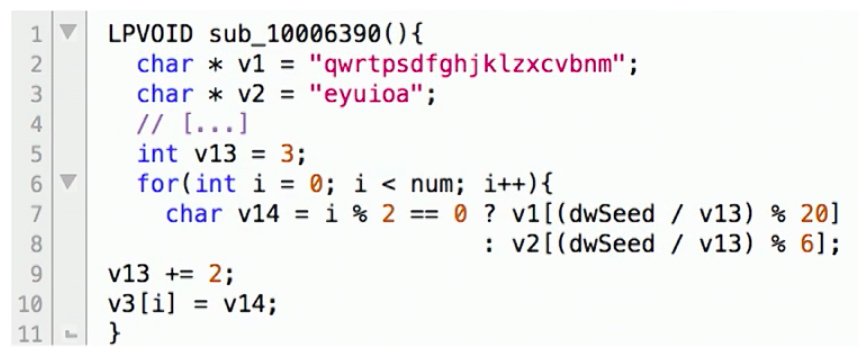 1 LPVOID sub_10006390(){
2 char * v1 = "qwrtpsdfghjklzxcvbnm";
3 char * v2 = "eyuioa";
4 // [...]
5 int v13 = 3;
6 for(int i = 0; i < num; i++){
7 char v14 = i % 2 == 0 ? v1[(dwSeed / v13) % 20]
8 : v2[(dwSeed / v13) % 6];
9 v13 += 2;
10 v3[i] = v14;
11 }